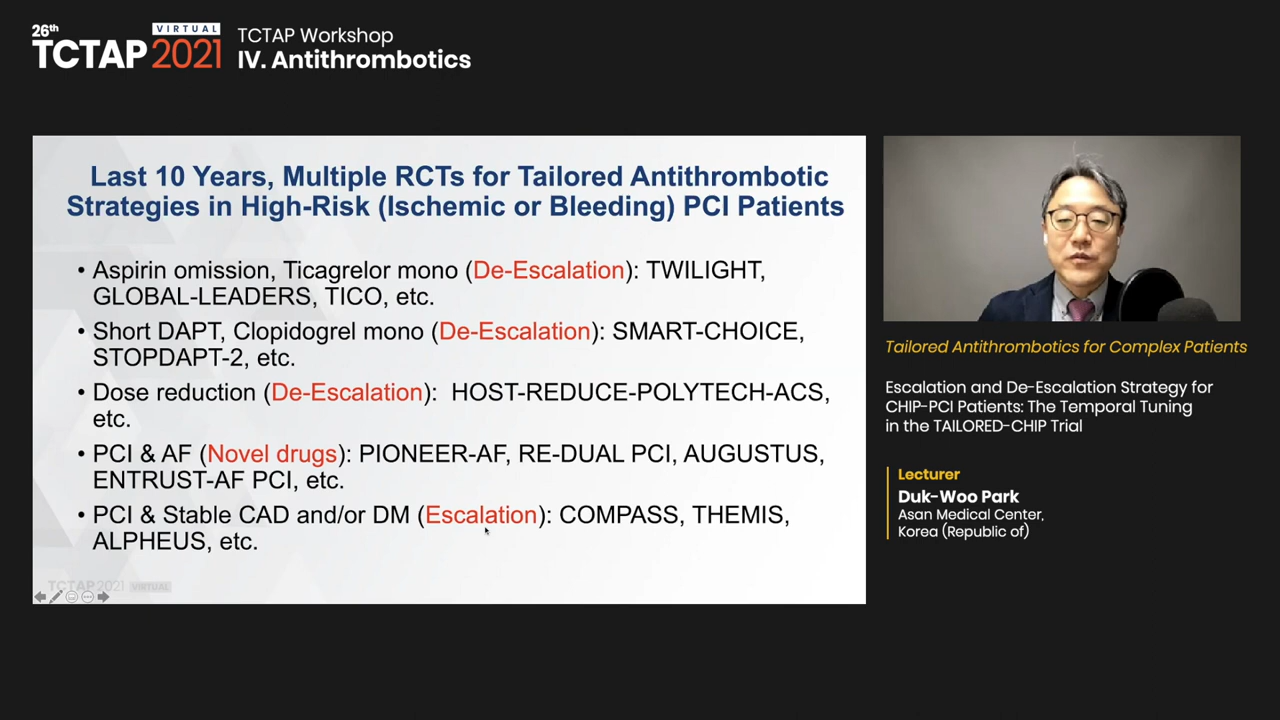 26th
VIRTUAL
TCTAP 2021
TCTAP Workshop
IV. Antithrombotics
Last 10 Years, Multiple RCTs for Tailored Antithrombotic
Strategies in High-Risk (Ischemic or Bleeding) PCI Patients
• Aspirin omission, Ticagrelor mono (De-Escalation): TWILIGHT,
GLOBAL-LEADERS, TICO, etc.
• Short DAPT, Clopidogrel mono (De-Escalation): SMART-CHOICE,
STOPDAPT-2, etc.
• Dose reduction (De-Escalation): HOST-REDUCE-POLYTECH-ACS,
etc.
• PCI & AF (Novel drugs): PIONEER-AF, RE-DUAL PCI, AUGUSTUS,
ENTRUST-AF PCI, etc.
• PCI & Stable CAD and/or DM (Escalation): COMPASS, THEMIS,
ALPHEUS, etc.
TCTAP 2021 VIRTUAL
Tailored Antithrombotics for Complex Patients
Escalation and De-Escalation Strategy for
CHIP-PCI Patients: The Temporal Tuning
in the TAILORED-CHIP Trial
Lecturer
Duk-Woo Park
Asan Medical Center,
Korea (Republic of)